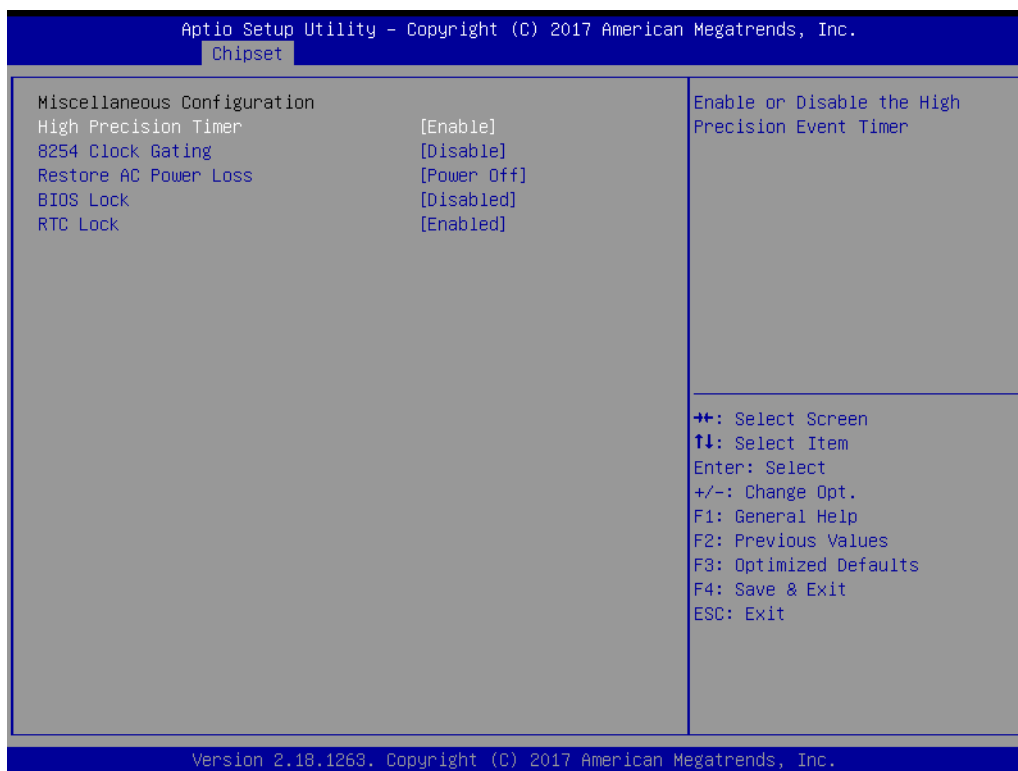 Aptio Setup Utility – Copyright (C) 2017 American Megatrends, Inc.
Chipset
Miscellaneous Configuration
High Precision Timer [Enable]
8254 Clock Gating [Disable]
Restore AC Power Loss [Power Off]
BIOS Lock [Disabled]
RTC Lock [Enabled]
Enable or Disable the High
Precision Event Timer
→←: Select Screen
↑↓: Select Item
Enter: Select
+/-: Change Opt.
F1: General Help
F2: Previous Values
F3: Optimized Defaults
F4: Save & Exit
ESC: Exit
Version 2.18.1263. Copyright (C) 2017 American Megatrends, Inc.